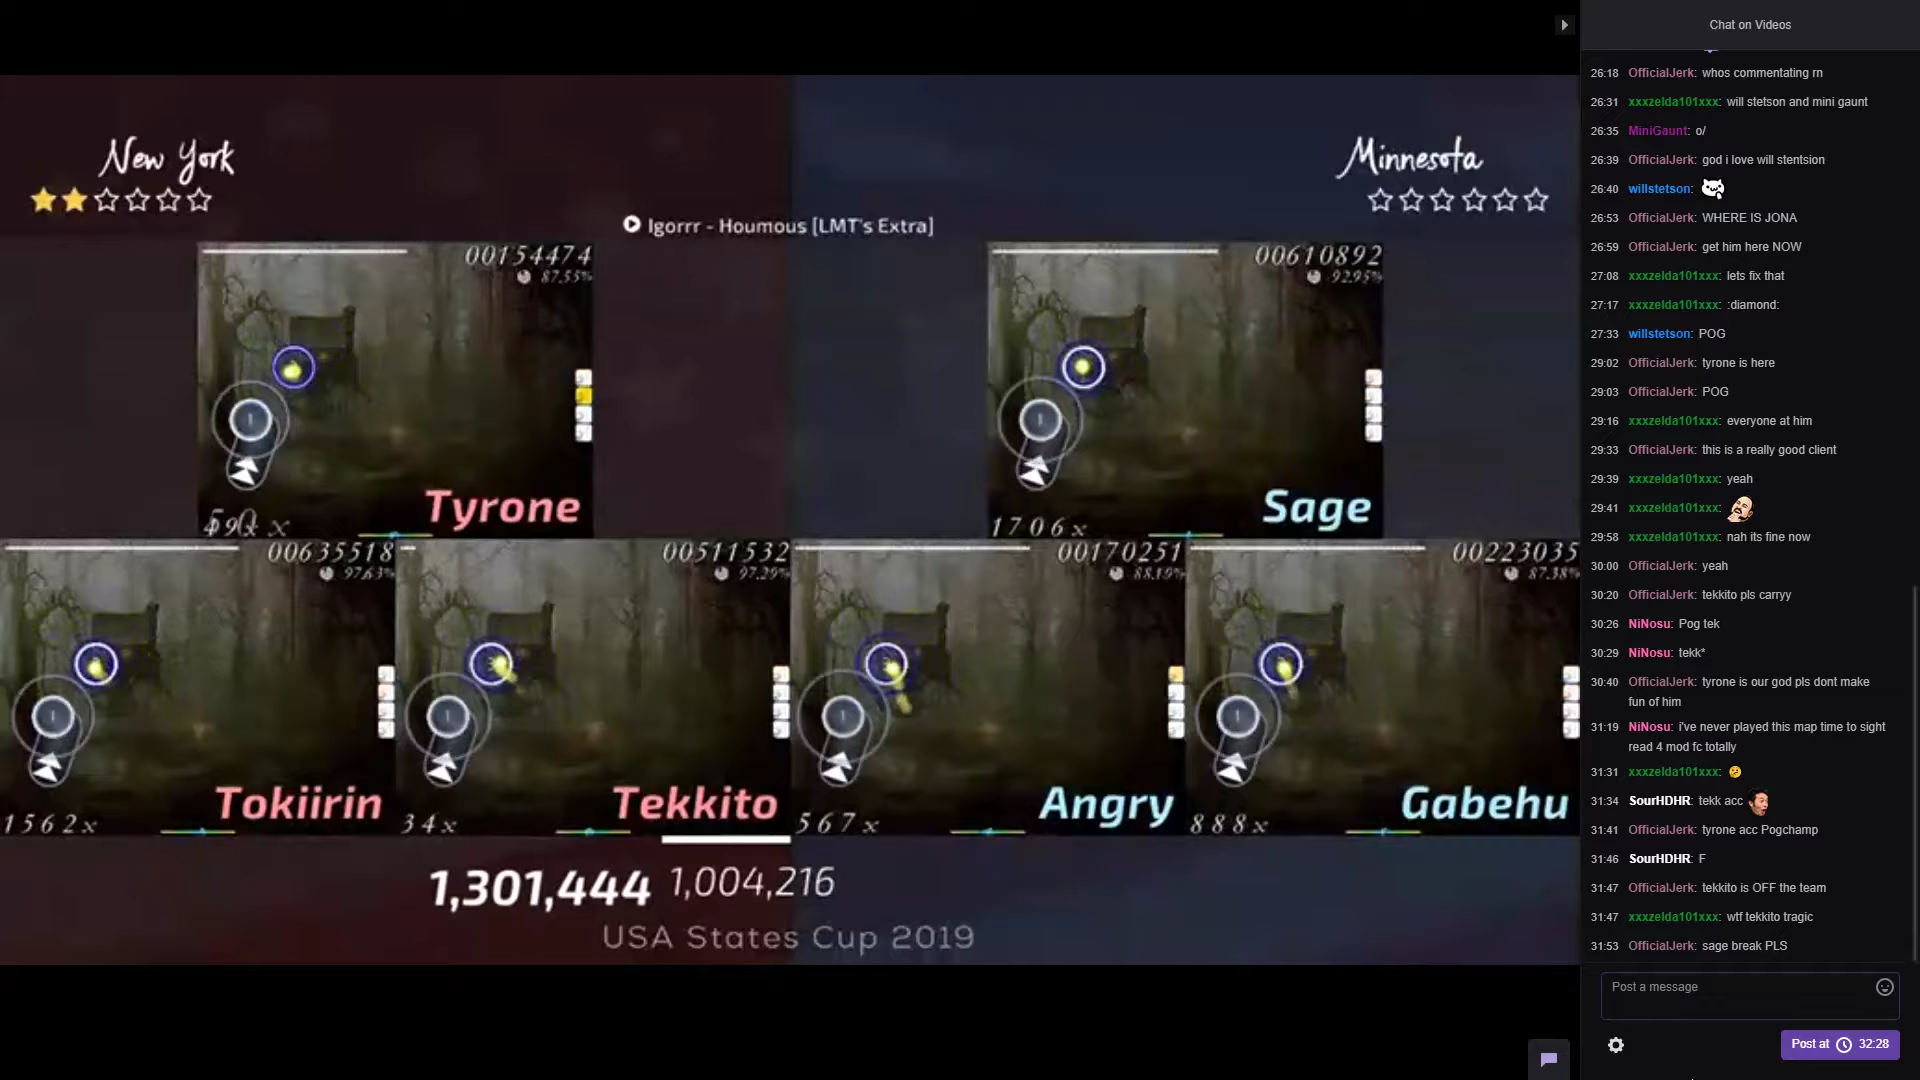 New York
Minnesota
Igorrr - Houmous [LMT's Extra]
00154474
87.55%
Tyrone
00610892
92.95%
1706x
Sage
00635518
97.63%
1562x
Tokiirin
00511532
97.29%
34x
Tekkito
00170251
88.19%
567x
Angry
00223035
87.38%
888x
Gabehu
1,301,444 1,004,216
USA States Cup 2019
Chat on Videos
26:18 OfficialJerk: whos commentating rn
26:31 xxxzelda101xxx: will stetson and mini gaunt
26:35 MiniGaunt: o/
26:39 OfficialJerk: god i love will stentsion
26:40 willstetson:
26:53 OfficialJerk: WHERE IS JONA
26:59 OfficialJerk: get him here NOW
27:08 xxxzelda101xxx: lets fix that
27:17 xxxzelda101xxx: :diamond:
27:33 willstetson: POG
29:02 OfficialJerk: tyrone is here
29:03 OfficialJerk: POG
29:16 xxxzelda101xxx: everyone at him
29:33 OfficialJerk: this is a really good client
29:39 xxxzelda101xxx: yeah
29:41 xxxzelda101xxx:
29:58 xxxzelda101xxx: nah its fine now
30:00 OfficialJerk: yeah
30:20 OfficialJerk: tekkito pls carryy
30:26 NiNosu: Pog tek
30:29 NiNosu: tekk*
30:40 OfficialJerk: tyrone is our god pls dont make
fun of him
31:19 NiNosu: i've never played this map time to sight
read 4 mod fc totally
31:31 xxxzelda101xxx:
31:34 SourHDHR: tekk acc
31:41 OfficialJerk: tyrone acc Pogchamp
31:46 SourHDHR: F
31:47 OfficialJerk: tekkito is OFF the team
31:47 xxxzelda101xxx: wtf tekkito tragic
31:53 OfficialJerk: sage break PLS
Post a message
Post at 32:28